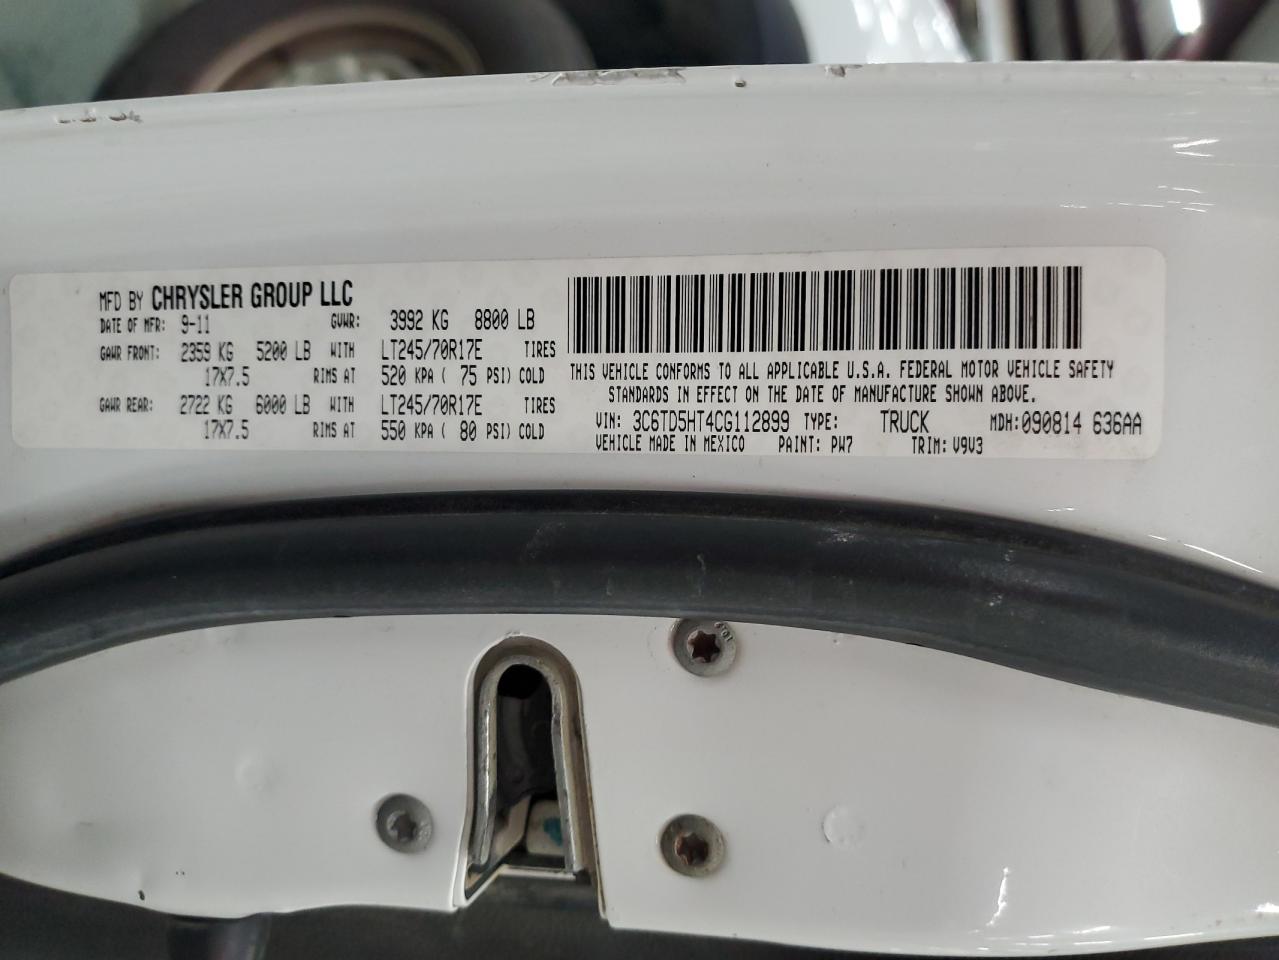 MFD BY CHRYSLER GROUP LLC
DATE OF MFR: 9-11 GVWR: 3992 KG 8800 LB
GAWR FRONT: 2359 KG 5200 LB WITH LT245/70R17E TIRES
17X7.5 RIMS AT 520 KPA ( 75 PSI) COLD
GAWR REAR: 2722 KG 6000 LB WITH LT245/70R17E TIRES
17X7.5 RIMS AT 550 KPA ( 80 PSI) COLD
THIS VEHICLE CONFORMS TO ALL APPLICABLE U.S.A. FEDERAL MOTOR VEHICLE SAFETY
STANDARDS IN EFFECT ON THE DATE OF MANUFACTURE SHOWN ABOVE.
VIN: 3C6TD5HT4CG112899 TYPE: TRUCK MDH: 090814 636AA
VEHICLE MADE IN MEXICO PAINT: PW7 TRIM: V9V3